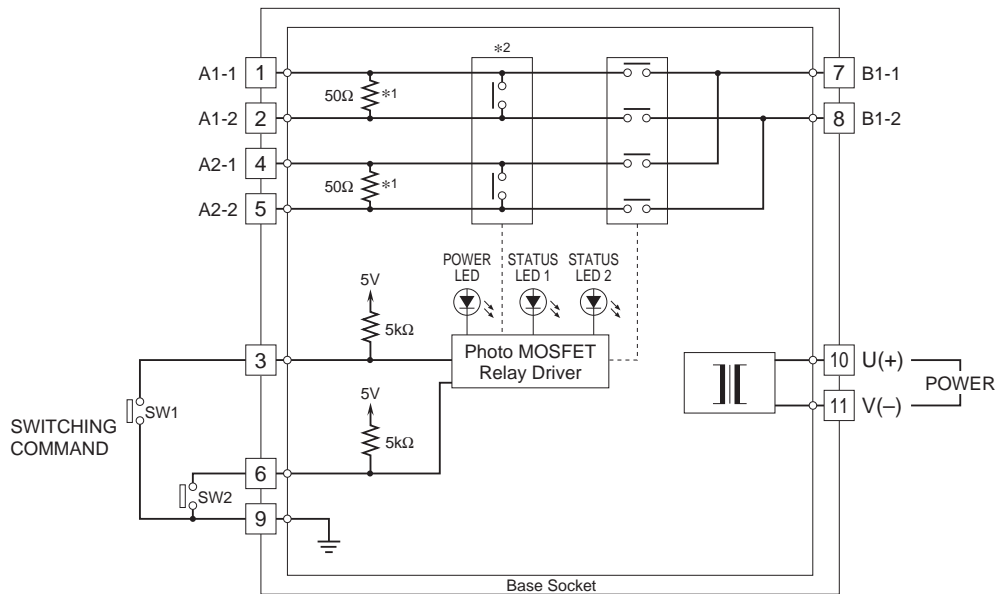 *2
A1-1 1
7 B1-1
50Ω *1
A1-2 2
8 B1-2
A2-1 4
50Ω *1
A2-2 5
POWER
LED
STATUS
LED 1
STATUS
LED 2
5V
5kΩ
3
Photo MOSFET
Relay Driver
10 U(+)
POWER
11 V(–)
5V
5kΩ
SW1
SWITCHING
COMMAND
6
SW2
9
Base Socket